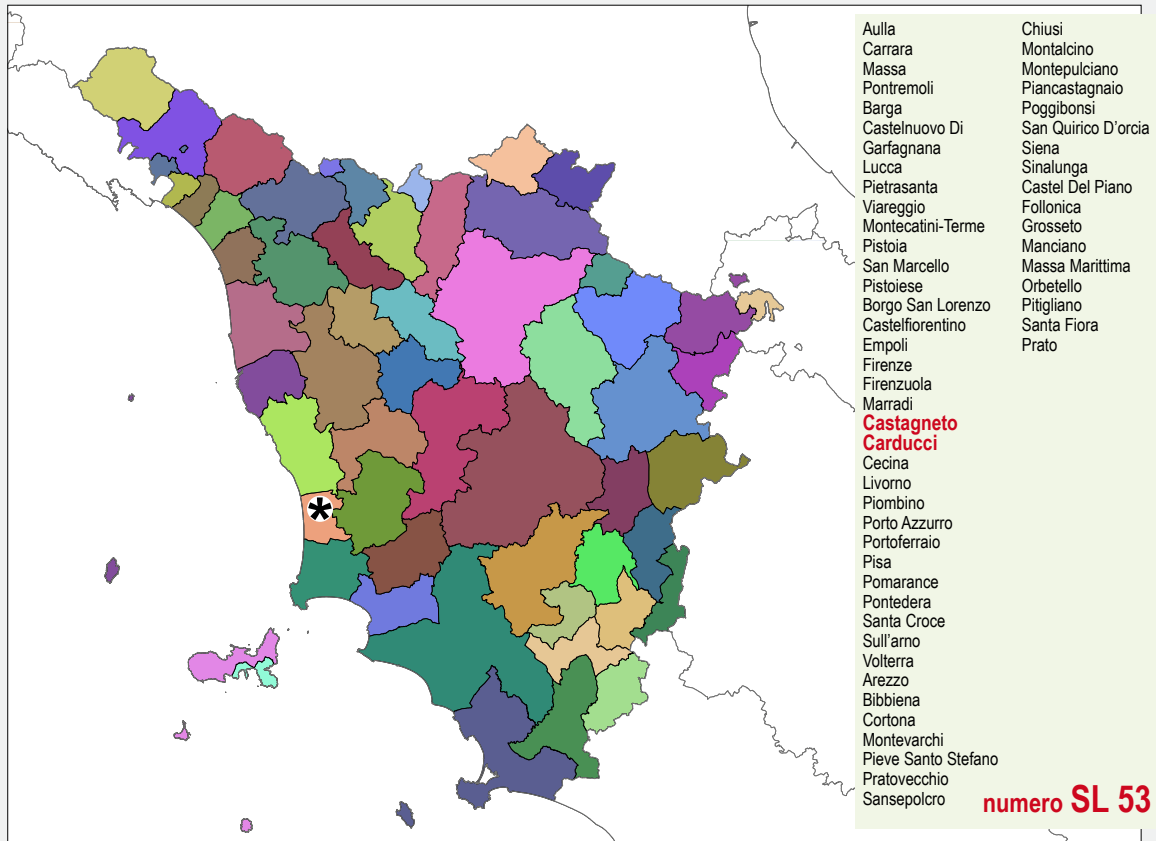 Aulla
Carrara
Massa
Pontremoli
Barga
Castelnuovo Di
Garfagnana
Lucca
Pietrasanta
Viareggio
Montecatini-Terme
Pistoia
San Marcello
Pistoiese
Borgo San Lorenzo
Castelfiorentino
Empoli
Firenze
Firenzuola
Marradi
Castagneto
Carducci
Cecina
Livorno
Piombino
Porto Azzurro
Portoferraio
Pisa
Pomarance
Pontedera
Santa Croce
Sull'arno
Volterra
Arezzo
Bibbiena
Cortona
Montevarchi
Pieve Santo Stefano
Pratovecchio
Sansepolcro
Chiusi
Montalcino
Montepulciano
Piancastagnaio
Poggibonsi
San Quirico D'orcia
Siena
Sinalunga
Castel Del Piano
Follonica
Grosseto
Manciano
Massa Marittima
Orbetello
Pitigliano
Santa Fiora
Prato
numero SL 53
*